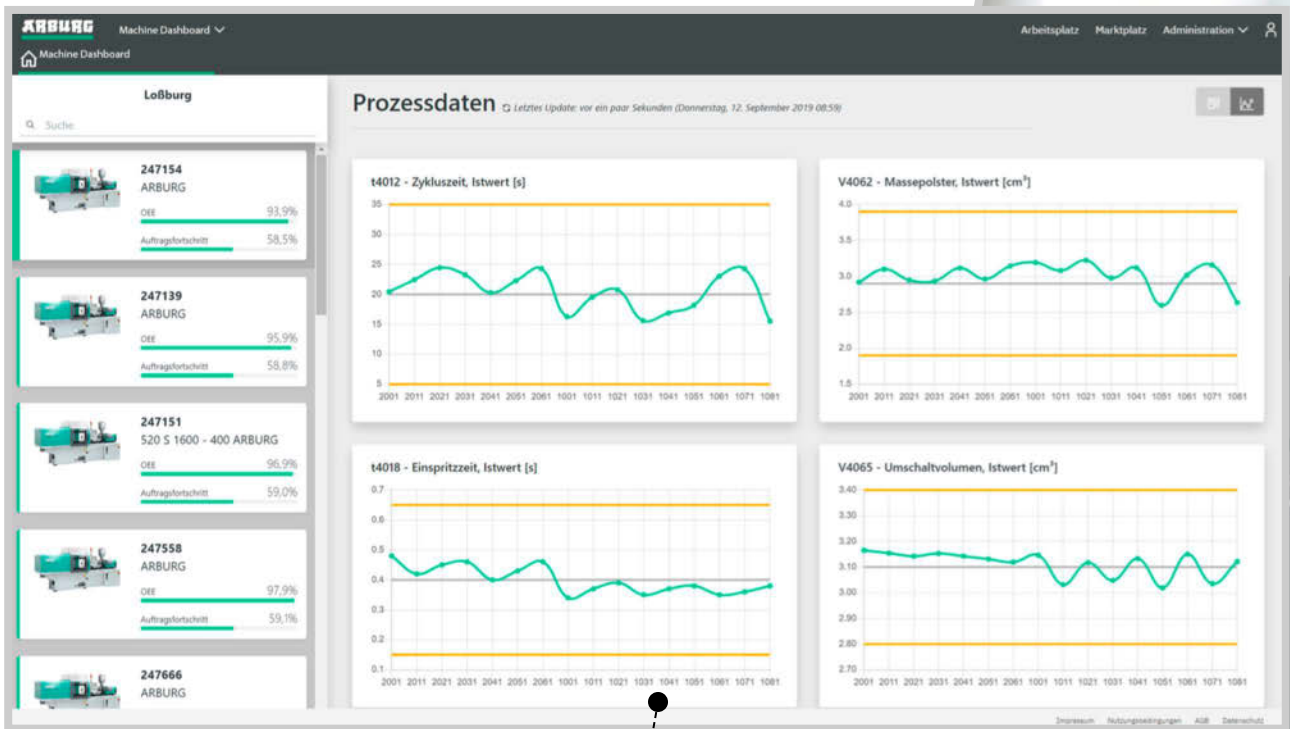 ARBURG Machine Dashboard Arbeitsplatz Marktplatz Administration
Machine Dashboard
Loßburg
Suche
247154
ARBURG
OEE 93,9%
Auftragsfortschritt 58,5%
247139
ARBURG
OEE 95,9%
Auftragsfortschritt 58,8%
247151
520 S 1600 - 400 ARBURG
OEE 96,9%
Auftragsfortschritt 59,0%
247558
ARBURG
OEE 97,9%
Auftragsfortschritt 59,1%
247666
ARBURG
Prozessdaten Letztes Update: vor ein paar Sekunden (Donnerstag, 12. September 2019 08:59)
t4012 - Zykluszeit, Istwert [s]
35
30
25
20
15
10
5
2001 2011 2021 2031 2041 2051 2061 1001 1011 1021 1031 1041 1051 1061 1071 1081
V4062 - Massepolster, Istwert [cm³]
4.0
3.5
3.0
2.5
2.0
1.5
2001 2011 2021 2031 2041 2051 2061 1001 1011 1021 1031 1041 1051 1061 1071 1081
t4018 - Einspritzzeit, Istwert [s]
0.7
0.6
0.5
0.4
0.3
0.2
0.1
2001 2011 2021 2031 2041 2051 2061 1001 1011 1021 1031 1041 1051 1061 1071 1081
V4065 - Umschaltvolumen, Istwert [cm³]
3.40
3.30
3.20
3.10
3.00
2.90
2.80
2.70
2001 2011 2021 2031 2041 2051 2061 1001 1011 1021 1031 1041 1051 1061 1071 1081
Impressum Nutzungsbedingungen AGB Datenschutz